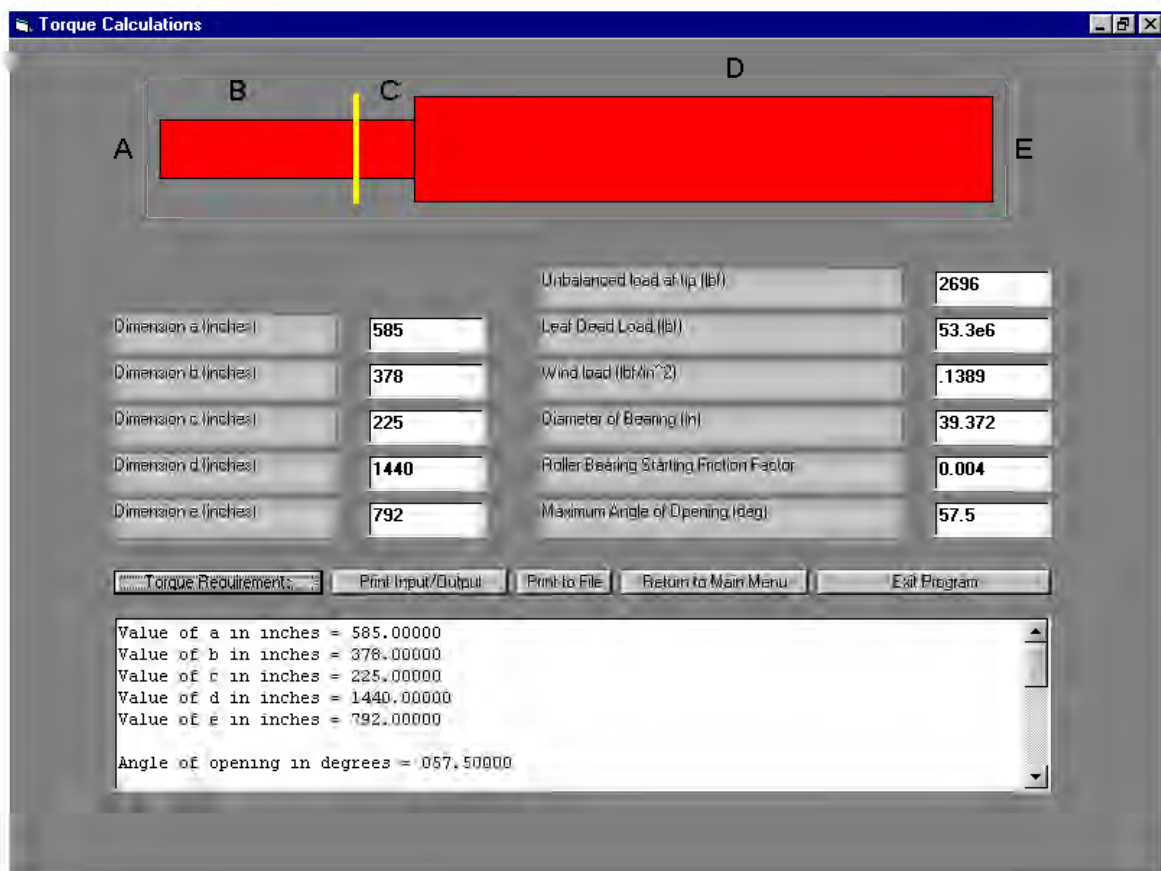 Torque Calculations
D
B
C
A
E
Unbalanced load at tip (lbf)
2696
Dimension a (inches)
585
Leaf Dead Load (lbf)
53.3e6
Dimension b (inches)
378
Wind load (lbf/in^2)
.1389
Dimension c (inches)
225
Diameter of Bearing (in)
39.372
Dimension d (inches)
1440
Roller Bearing Starting Friction Factor
0.004
Dimension e (inches)
792
Maximum Angle of Opening (deg)
57.5
Torque Requirements
Print Input/Output
Print to File
Return to Main Menu
Exit Program
Value of a in inches = 585.00000
Value of b in inches = 378.00000
Value of c in inches = 225.00000
Value of d in inches = 1440.00000
Value of e in inches = 792.00000
Angle of opening in degrees = 057.50000